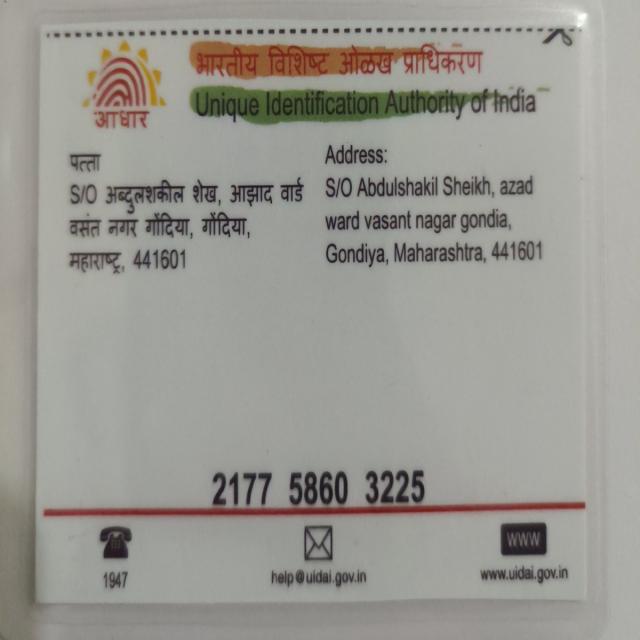 भारतीय विशिष्ट ओळख प्राधिकरण
Unique Identification Authority of India
आधार
पत्ता
S/O अब्दुलशकील शेख, आझाद वार्ड
वसंत नगर गोंदिया, गोंदिया,
महाराष्ट्र, 441601
Address:
S/O Abdulshakil Sheikh, azad
ward vasant nagar gondia,
Gondiya, Maharashtra, 441601
2177 5860 3225
1947
help@uidai.gov.in
WWW
www.uidai.gov.in